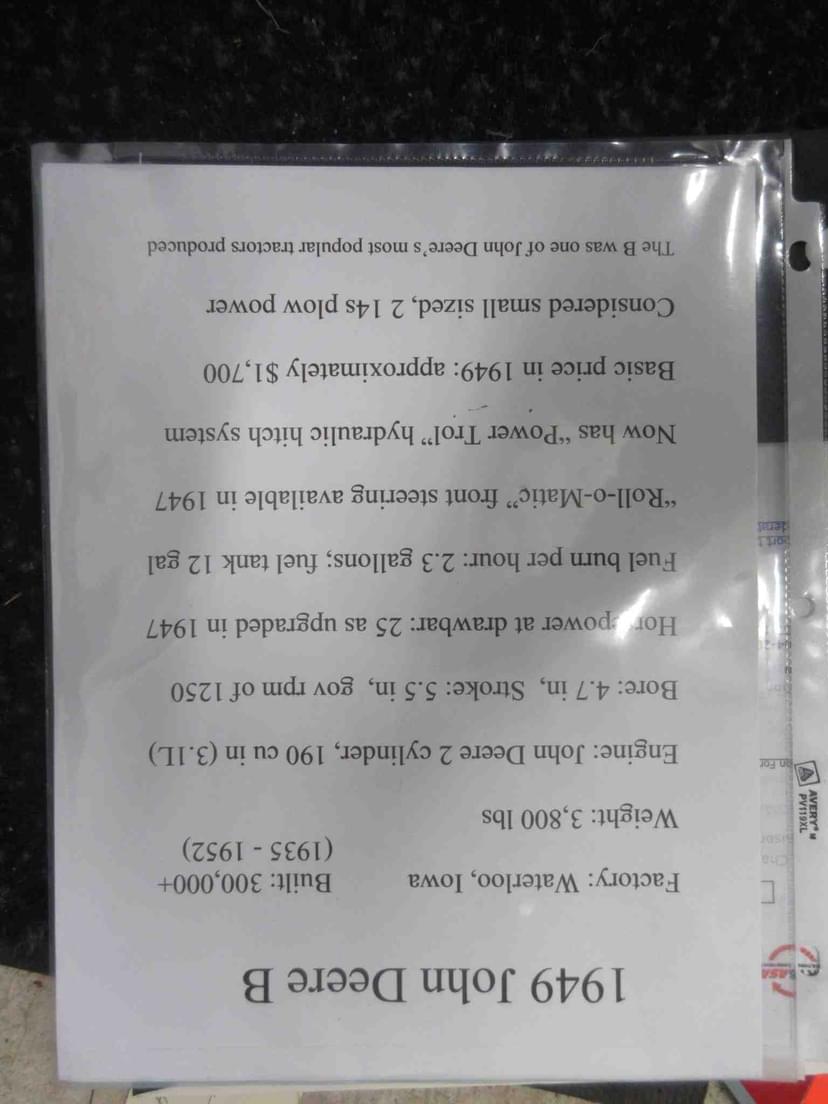 1949 John Deere B
Factory: Waterloo, Iowa Built: 300,000+
(1935 - 1952)
Weight: 3,800 lbs
Engine: John Deere 2 cylinder, 190 cu in (3.1L)
Bore: 4.7 in, Stroke: 5.5 in, gov rpm of 1250
Horsepower at drawbar: 25 as upgraded in 1947
Fuel burn per hour: 2.3 gallons; fuel tank 12 gal
“Roll-o-Matic” front steering available in 1947
Now has “Power Trol” hydraulic hitch system
Basic price in 1949: approximately $1,700
Considered small sized, 2 14s plow power
The B was one of John Deere’s most popular tractors produced
AVERY®
PV119XL
SASA